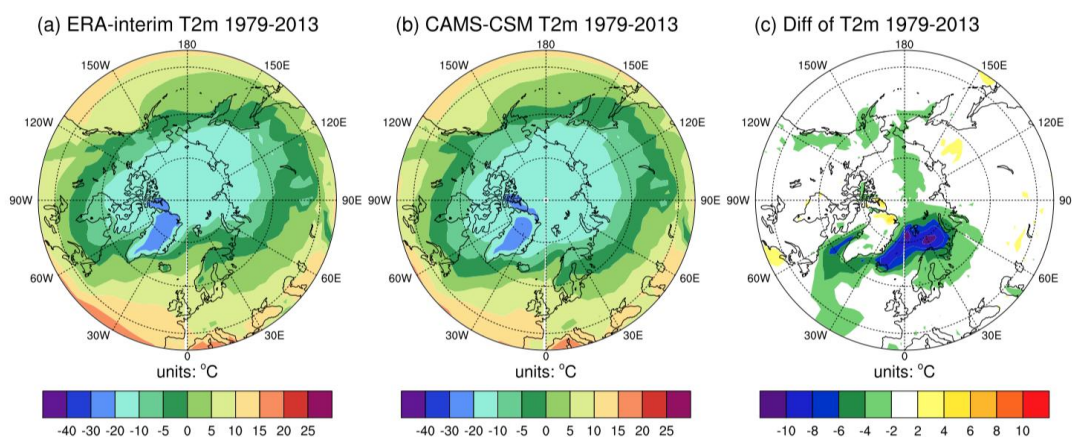 (a) ERA-interim T2m 1979-2013
180
150W
150E
120W
120E
90W
90E
60W
60E
30W
30E
0
units: °C
-40 -30 -20 -10 -5 0 5 10 15 20 25
(b) CAMS-CSM T2m 1979-2013
180
150W
150E
120W
120E
90W
90E
60W
60E
30W
30E
0
units: °C
-40 -30 -20 -10 -5 0 5 10 15 20 25
(c) Diff of T2m 1979-2013
180
150W
150E
120W
120E
90W
90
60W
60E
30W
30E
0
units: °C
-10 -8 -6 -4 -2 2 4 6 8 10